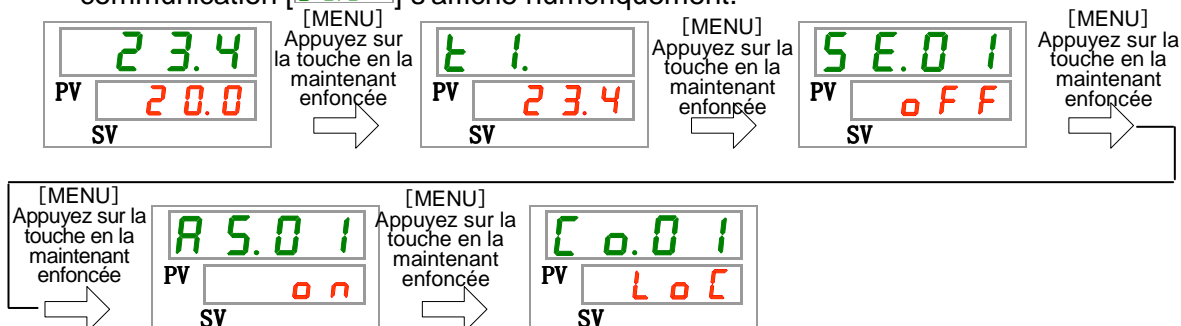 communication [Co.01] s'affiche numériquement.
[MENU]
Appuyez sur
la touche en la
maintenant
enfoncée
[MENU]
Appuyez sur la
touche en la
maintenant
enfoncée
[MENU]
Appuyez sur la
touche en la
maintenant
enfoncée
23.4
PV 20.0
SV
t1.
PV 23.4
SV
SE.01
PV oFF
SV
[MENU]
Appuyez sur la
touche en la
maintenant
enfoncée
[MENU]
Appuyez sur la
touche en la
maintenant
enfoncée
AS.01
PV on
SV
Co.01
PV LoC
SV